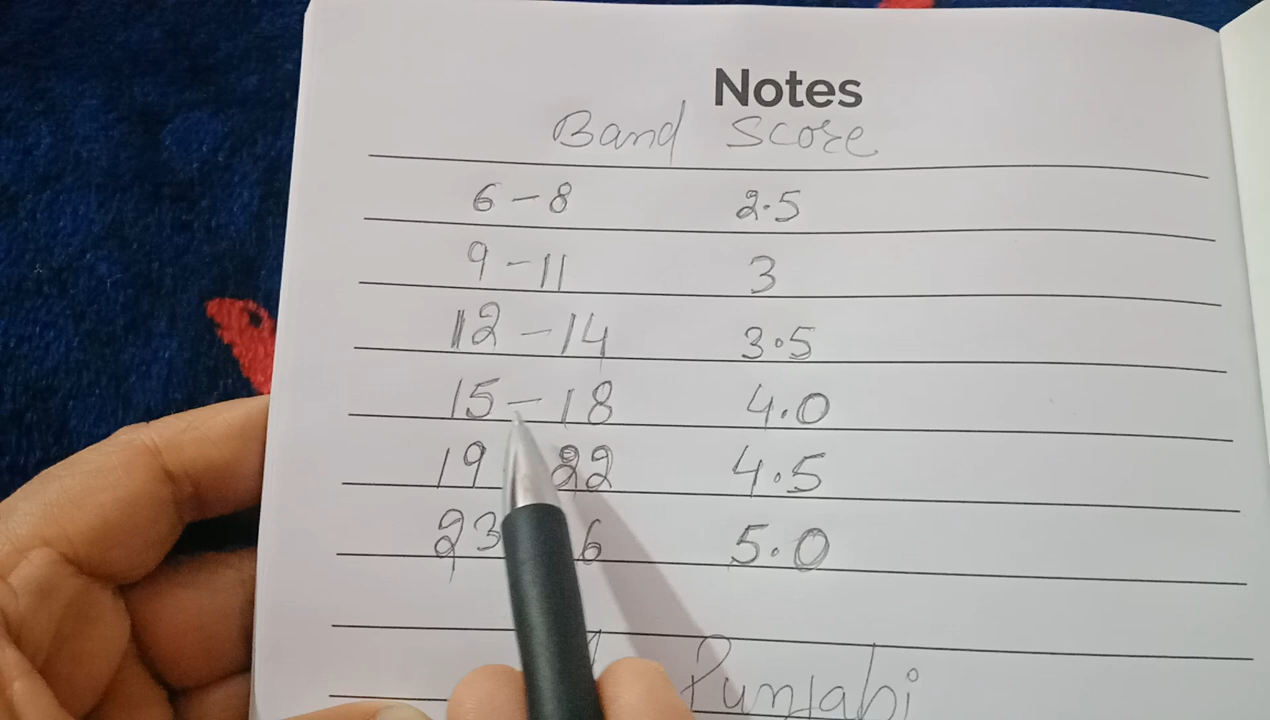 Notes
Band Score
6 - 8 2.5
9 - 11 3
12 - 14 3.5
15 - 18 4.0
19 22 4.5
23 6 5.0
Punjabi